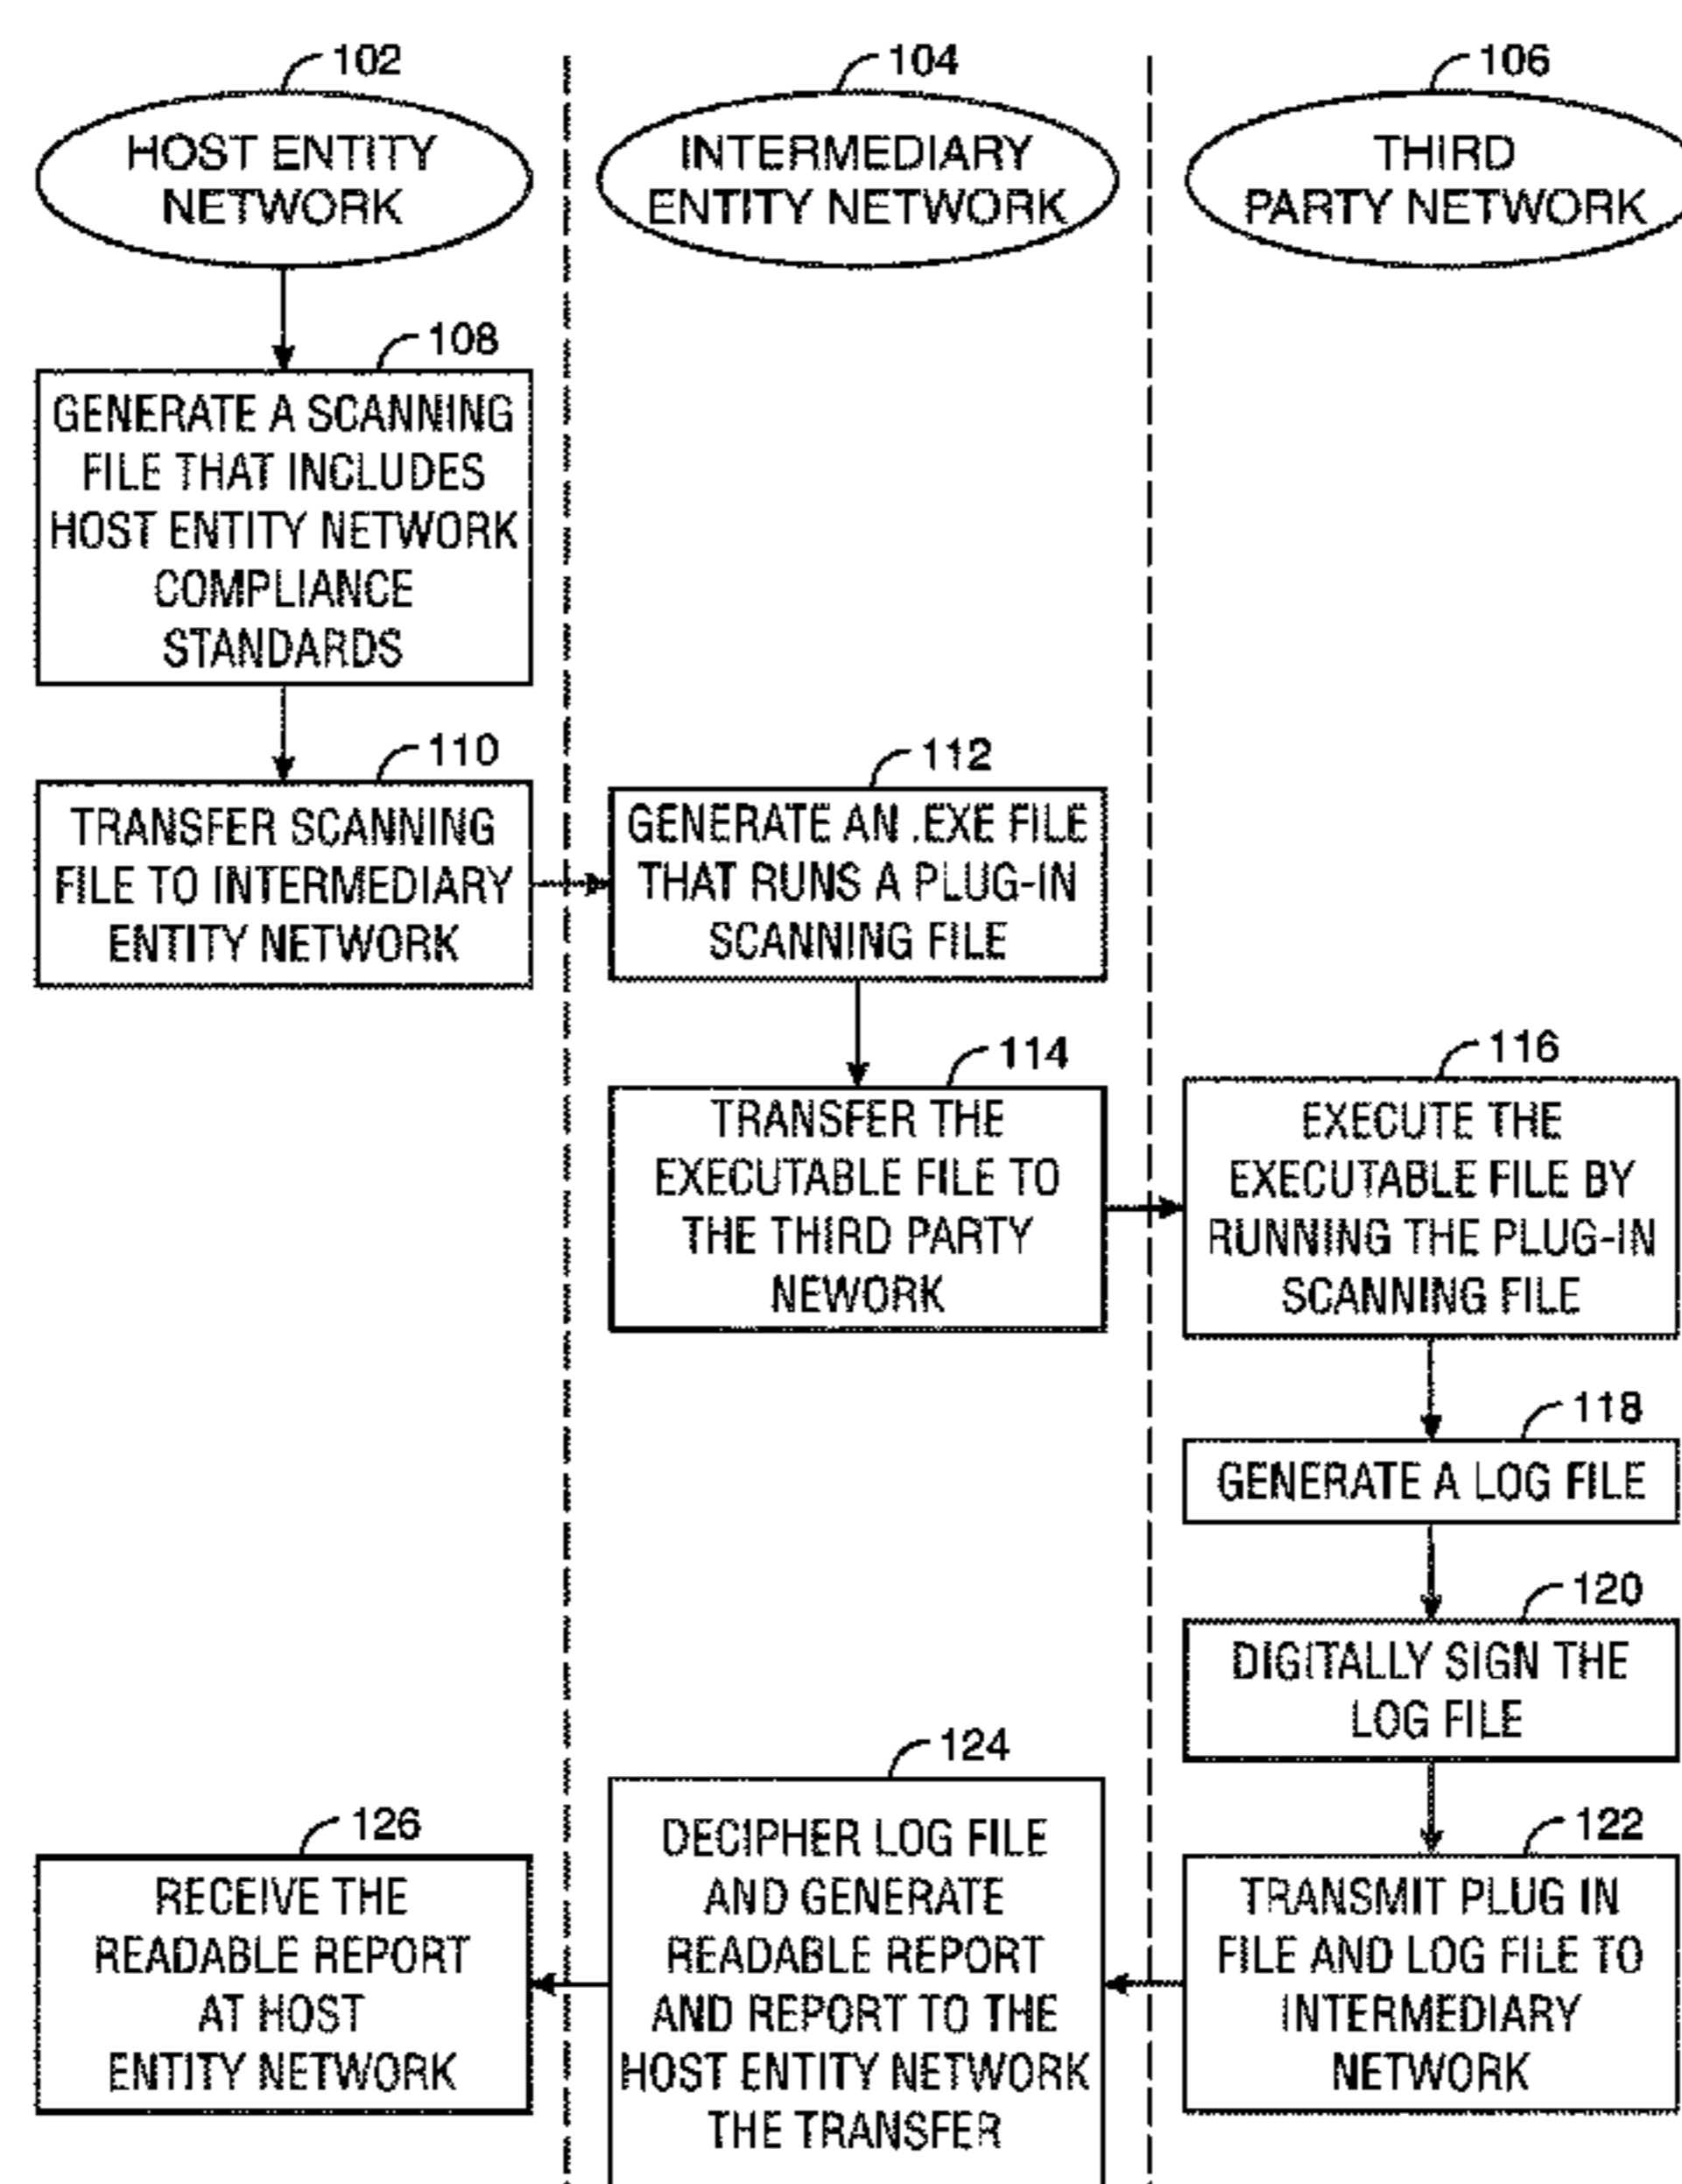 102
HOST ENTITY
NETWORK
104
INTERMEDIARY
ENTITY NETWORK
106
THIRD
PARTY NETWORK
108
GENERATE A SCANNING
FILE THAT INCLUDES
HOST ENTITY NETWORK
COMPLIANCE
STANDARDS
110
TRANSFER SCANNING
FILE TO INTERMEDIARY
ENTITY NETWORK
112
GENERATE AN .EXE FILE
THAT RUNS A PLUG-IN
SCANNING FILE
114
TRANSFER THE
EXECUTABLE FILE TO
THE THIRD PARTY
NEWORK
116
EXECUTE THE
EXECUTABLE FILE BY
RUNNING THE PLUG-IN
SCANNING FILE
118
GENERATE A LOG FILE
120
DIGITALLY SIGN THE
LOG FILE
122
TRANSMIT PLUG IN
FILE AND LOG FILE TO
INTERMEDIARY
NETWORK
124
DECIPHER LOG FILE
AND GENERATE
READABLE REPORT
AND REPORT TO THE
HOST ENTITY NETWORK
THE TRANSFER
126
RECEIVE THE
READABLE REPORT
AT HOST
ENTITY NETWORK